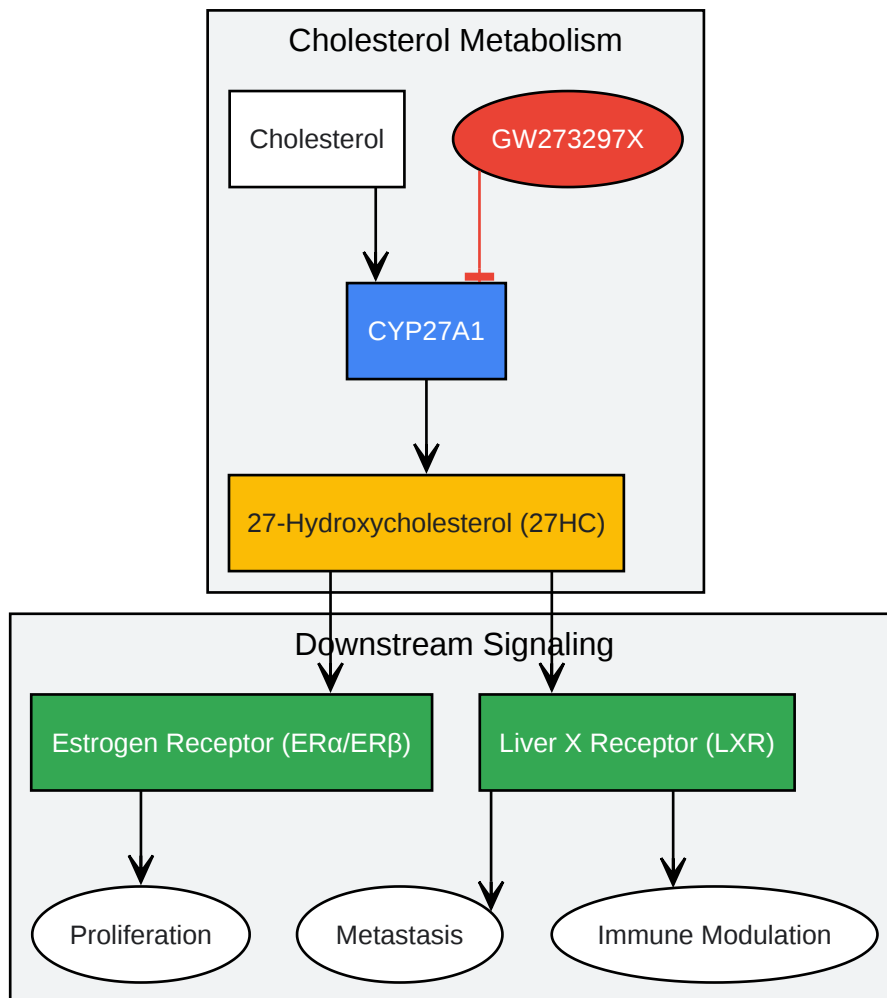 Cholesterol Metabolism
Cholesterol
GW273297X
CYP27A1
27-Hydroxycholesterol (27HC)
Downstream Signaling
Estrogen Receptor (ERα/ERβ)
Liver X Receptor (LXR)
Proliferation
Metastasis
Immune Modulation